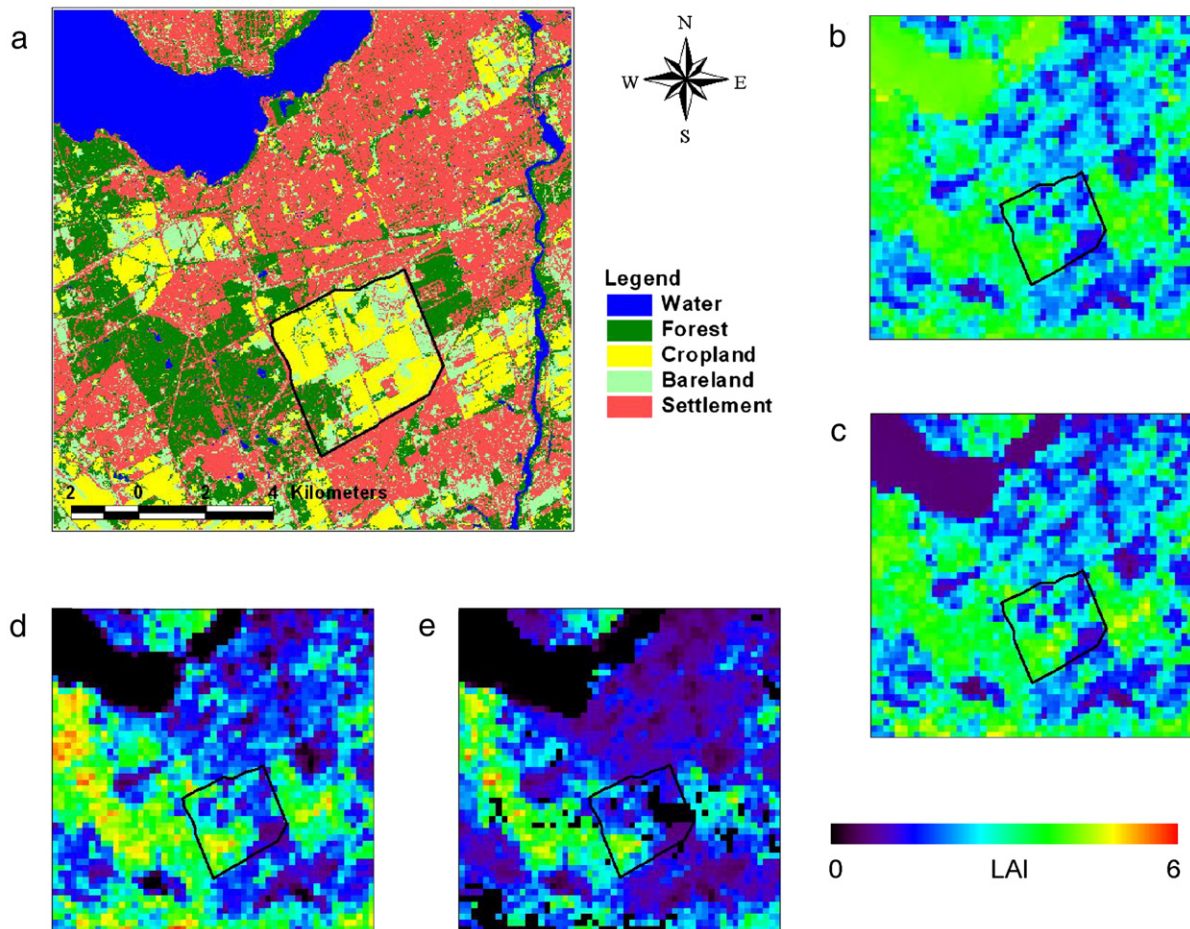 a
N
W E
S
b
Legend
Water
Forest
Cropland
Bareland
Settlement
2 0 2 4 Kilometers
c
d
e
0 LAI 6